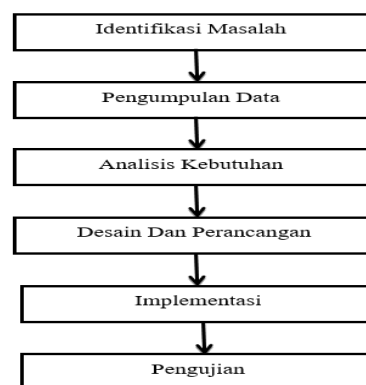 Identifikasi Masalah
Pengumpulan Data
Analisis Kebutuhan
Desain Dan Perancangan
Implementasi
Pengujian